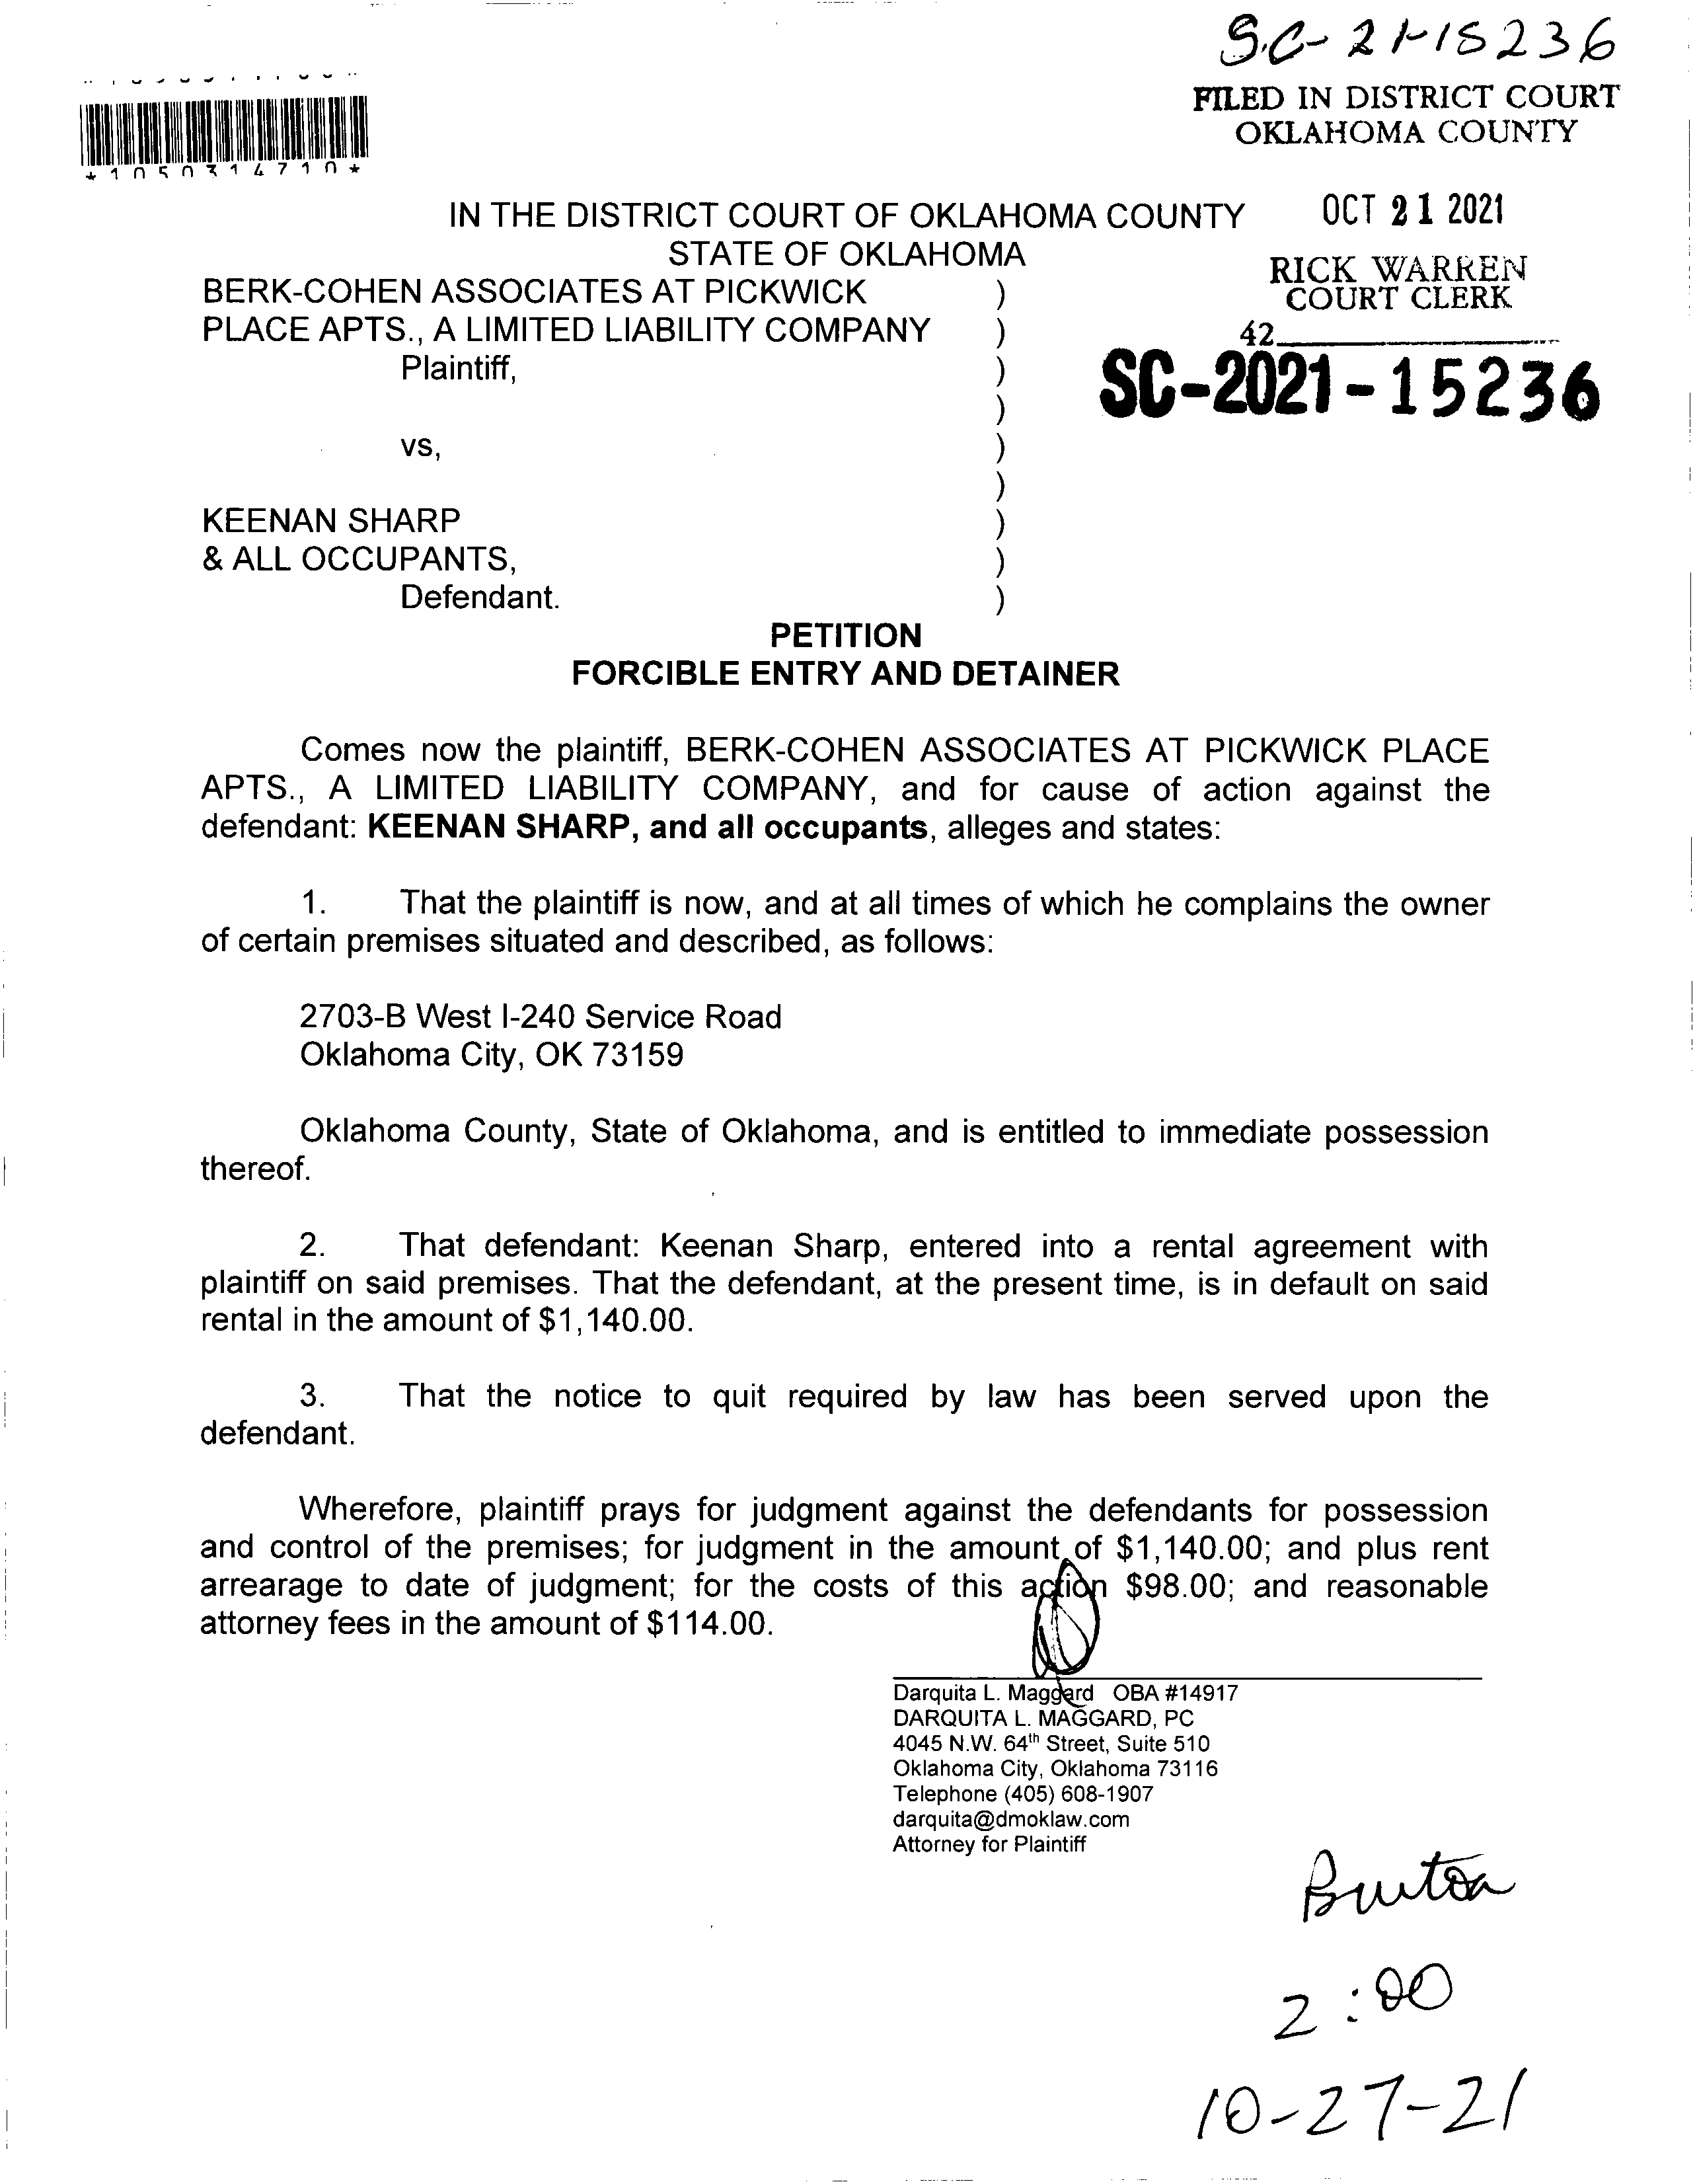 S.C-21-15236
FILED IN DISTRICT COURT
OKLAHOMA COUNTY
*1050314710*
OCT 21 2021
RICK WARREN
COURT CLERK
42
SC-2021-15236
IN THE DISTRICT COURT OF OKLAHOMA COUNTY
STATE OF OKLAHOMA
BERK-COHEN ASSOCIATES AT PICKWICK )
PLACE APTS., A LIMITED LIABILITY COMPANY )
Plaintiff, )
)
vs, )
)
KEENAN SHARP )
& ALL OCCUPANTS, )
Defendant. )
PETITION
FORCIBLE ENTRY AND DETAINER
Comes now the plaintiff, BERK-COHEN ASSOCIATES AT PICKWICK PLACE
APTS., A LIMITED LIABILITY COMPANY, and for cause of action against the
defendant: KEENAN SHARP, and all occupants, alleges and states:
1. That the plaintiff is now, and at all times of which he complains the owner
of certain premises situated and described, as follows:
2703-B West I-240 Service Road
Oklahoma City, OK 73159
Oklahoma County, State of Oklahoma, and is entitled to immediate possession
thereof.
2. That defendant: Keenan Sharp, entered into a rental agreement with
plaintiff on said premises. That the defendant, at the present time, is in default on said
rental in the amount of $1,140.00.
3. That the notice to quit required by law has been served upon the
defendant.
Wherefore, plaintiff prays for judgment against the defendants for possession
and control of the premises; for judgment in the amount of $1,140.00; and plus rent
arrearage to date of judgment; for the costs of this action $98.00; and reasonable
attorney fees in the amount of $114.00.
Darquita L. Maggard OBA #14917
DARQUITA L. MAGGARD, PC
4045 N.W. 64th Street, Suite 510
Oklahoma City, Oklahoma 73116
Telephone (405) 608-1907
darquita@dmoklaw.com
Attorney for Plaintiff
Burton
2:00
10-27-21